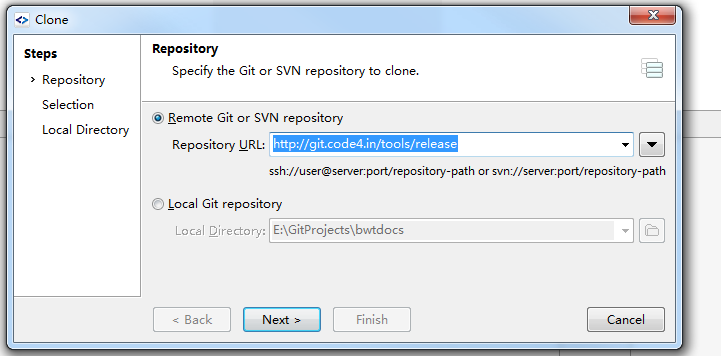 Clone
Steps
Repository
Selection
Local Directory
Repository
Specify the Git or SVN repository to clone.
Remote Git or SVN repository
Repository URL: http://git.code4.in/tools/release
ssh://user@server:port/repository-path or svn://server:port/repository-path
Local Git repository
Local Directory: E:\GitProjects\bwtdocs
< Back Next > Finish Cancel